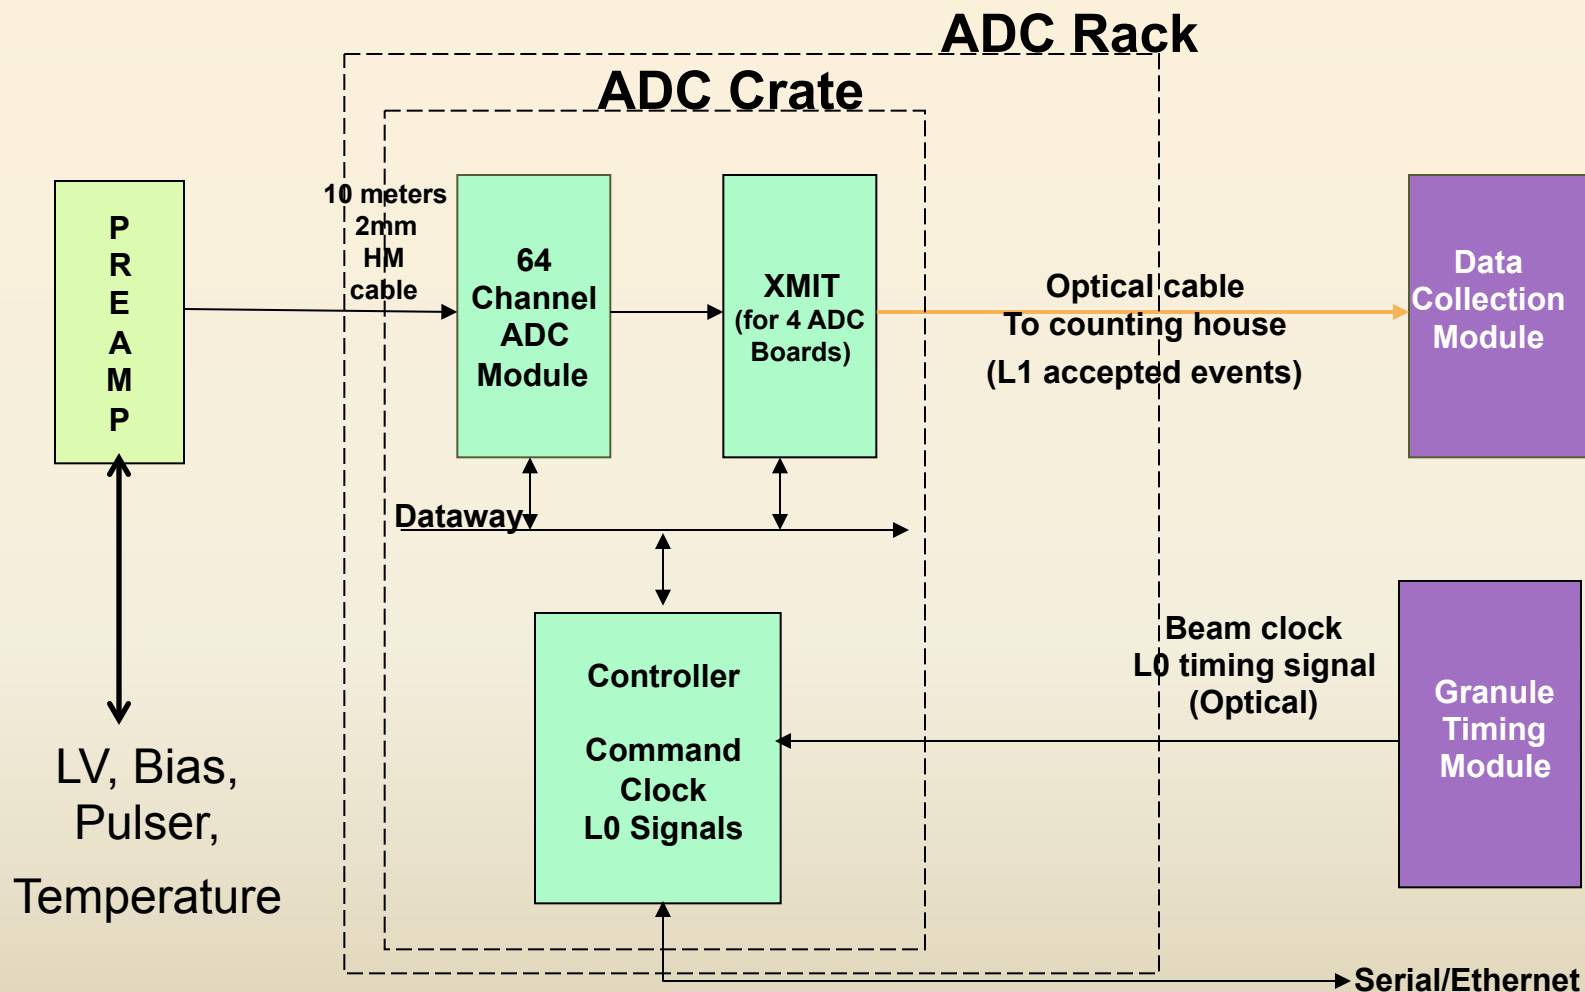 ADC Rack
ADC Crate
P
R
E
A
M
P
10 meters
2mm
HM
cable
64
Channel
ADC
Module
XMIT
(for 4 ADC
Boards)
Optical cable
To counting house
(L1 accepted events)
Data
Collection
Module
Dataway
Controller
Command
Clock
L0 Signals
Beam clock
L0 timing signal
(Optical)
Granule
Timing
Module
LV, Bias,
Pulser,
Temperature
Serial/Ethernet